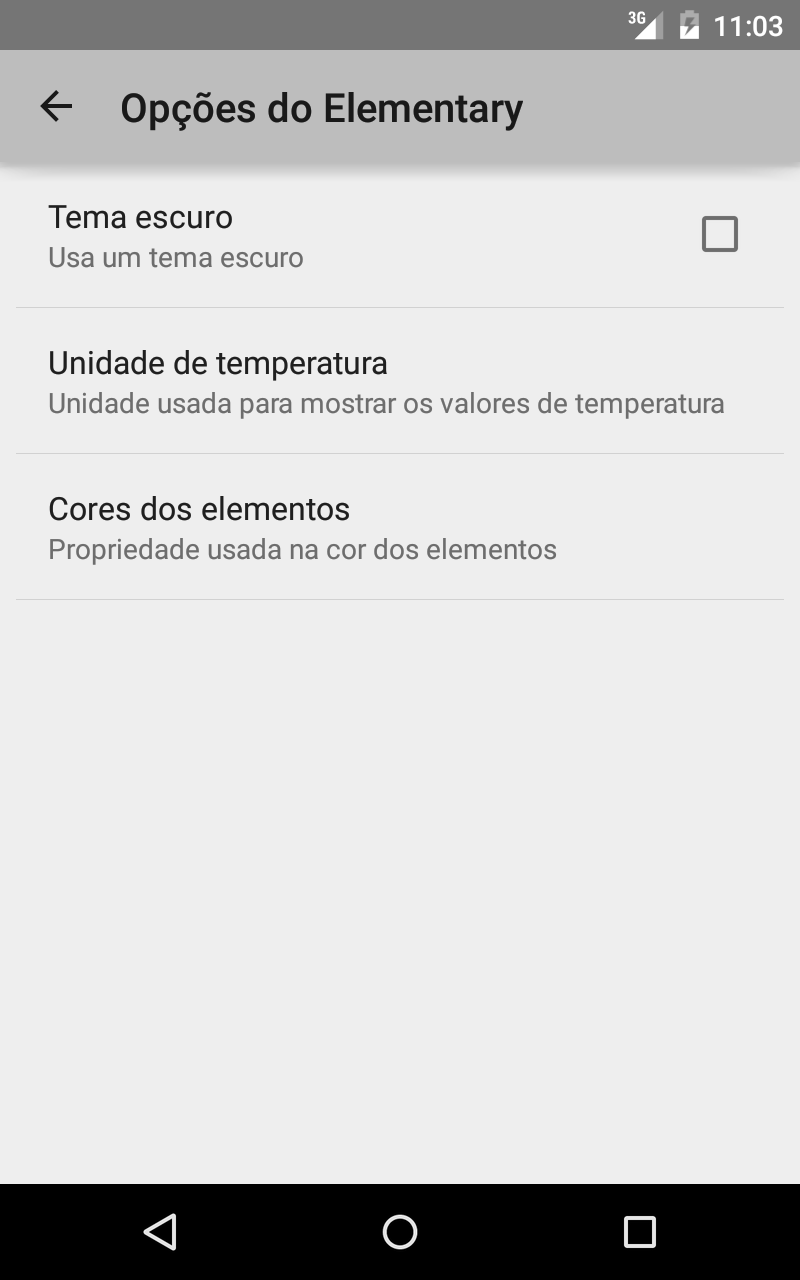 3G 11:03
Opções do Elementary
Tema escuro
Usa um tema escuro
Unidade de temperatura
Unidade usada para mostrar os valores de temperatura
Cores dos elementos
Propriedade usada na cor dos elementos